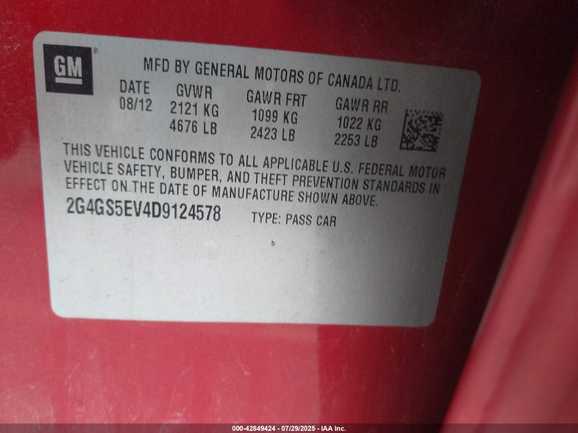 GM
MFD BY GENERAL MOTORS OF CANADA LTD.
DATE GVWR GAWR FRT GAWR RR
08/12 2121 KG 1099 KG 1022 KG
4676 LB 2423 LB 2253 LB
THIS VEHICLE CONFORMS TO ALL APPLICABLE U.S. FEDERAL MOTOR
VEHICLE SAFETY, BUMPER, AND THEFT PREVENTION STANDARDS IN
EFFECT ON THE DATE OF MANUFACTURE SHOWN ABOVE.
2G4GS5EV4D9124578 TYPE: PASS CAR
000-42849424 - 07/29/2025 - IAA Inc.